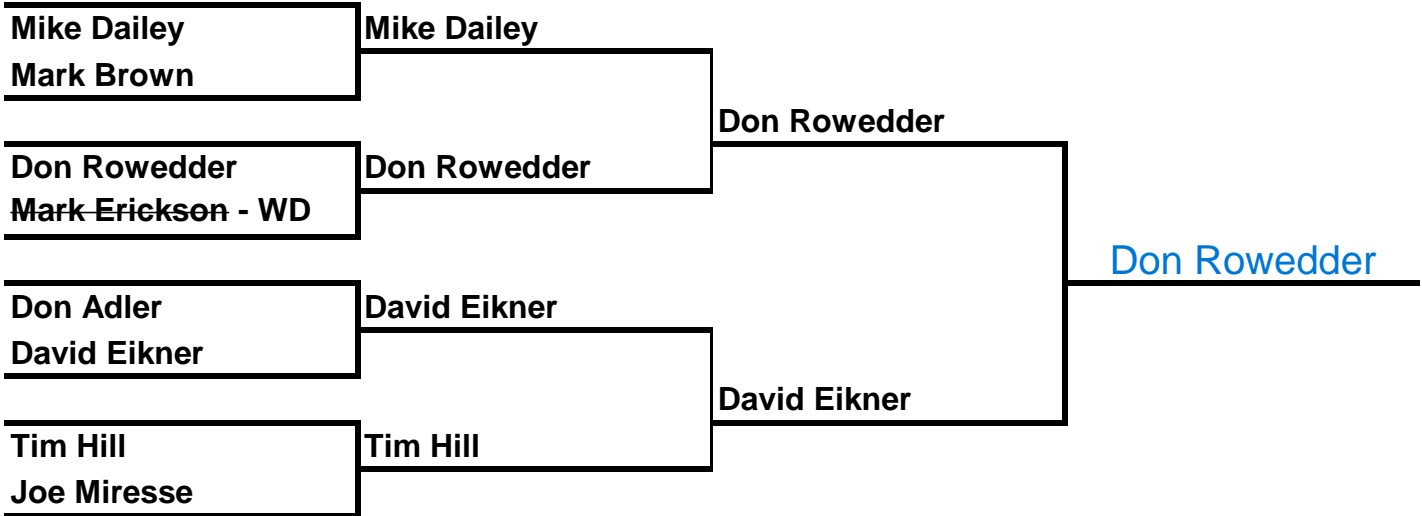 Mike Dailey
Mark Brown
Don Rowedder
Mark Erickson - WD
Don Adler
David Eikner
Tim Hill
Joe Miresse
Mike Dailey
Don Rowedder
David Eikner
Tim Hill
Don Rowedder
David Eikner
Don Rowedder